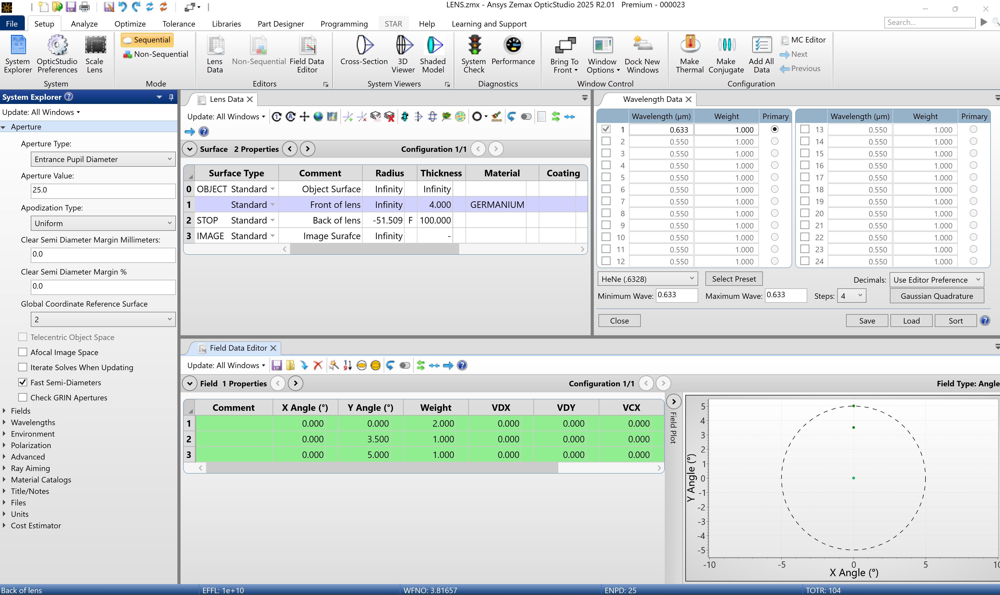 LENS.zmx - Ansys Zemax OpticStudio 2025 R2.01   Premium - 000023
File Setup Analyze Optimize Tolerance Libraries Part Designer Programming STAR Help Learning and Support Search...
System Explorer
OpticStudio Preferences
Scale Lens
System
Sequential
Non-Sequential
Mode
Lens Data
Non-Sequential
Field Data Editor
Editors
Cross-Section
3D Viewer
Shaded Model
System Viewers
System Check
Performance
Diagnostics
Bring To Front
Window Options
Dock New Windows
Window Control
Make Thermal
Make Conjugate
Add All Data
MC Editor
Next
Previous
Configuration
System Explorer
Update: All Windows
Aperture
Aperture Type:
Entrance Pupil Diameter
Aperture Value:
25.0
Apodization Type:
Uniform
Clear Semi Diameter Margin Millimeters:
0.0
Clear Semi Diameter Margin %
0.0
Global Coordinate Reference Surface
2
Telecentric Object Space
Afocal Image Space
Iterate Solves When Updating
Fast Semi-Diameters
Check GRIN Apertures
Fields
Wavelengths
Environment
Polarization
Advanced
Ray Aiming
Material Catalogs
Title/Notes
Files
Units
Cost Estimator
Lens Data
Update: All Windows
Surface 2 Properties Configuration 1/1
Surface Type Comment Radius Thickness Material Coating
0 OBJECT Standard Object Surface Infinity Infinity
1 Standard Front of lens Infinity 4.000 GERMANIUM
2 STOP Standard Back of lens -51.509 F 100.000
3 IMAGE Standard Image Surafce Infinity -
Wavelength Data
Wavelength (µm) Weight Primary Wavelength (µm) Weight Primary
1 0.633 1.000 13 0.550 1.000
2 0.550 1.000 14 0.550 1.000
3 0.550 1.000 15 0.550 1.000
4 0.550 1.000 16 0.550 1.000
5 0.550 1.000 17 0.550 1.000
6 0.550 1.000 18 0.550 1.000
7 0.550 1.000 19 0.550 1.000
8 0.550 1.000 20 0.550 1.000
9 0.550 1.000 21 0.550 1.000
10 0.550 1.000 22 0.550 1.000
11 0.550 1.000 23 0.550 1.000
12 0.550 1.000 24 0.550 1.000
HeNe (.6328) Select Preset Decimals: Use Editor Preference
Minimum Wave: 0.633 Maximum Wave: 0.633 Steps: 4 Gaussian Quadrature
Close Save Load Sort
Field Data Editor
Update: All Windows
Field 1 Properties Configuration 1/1 Field Type: Angle
Comment X Angle (°) Y Angle (°) Weight VDX VDY VCX
1 0.000 0.000 2.000 0.000 0.000 0.000
2 0.000 3.500 1.000 0.000 0.000 0.000
3 0.000 5.000 1.000 0.000 0.000 0.000
Field Plot
Y Angle (°)
5
4
3
2
1
0
-1
-2
-3
-4
-5
-10 -5 0 5 10
X Angle (°)
Back of lens EFFL: 1e+10 WFNO: 3.81657 ENPD: 25 TOTR: 104